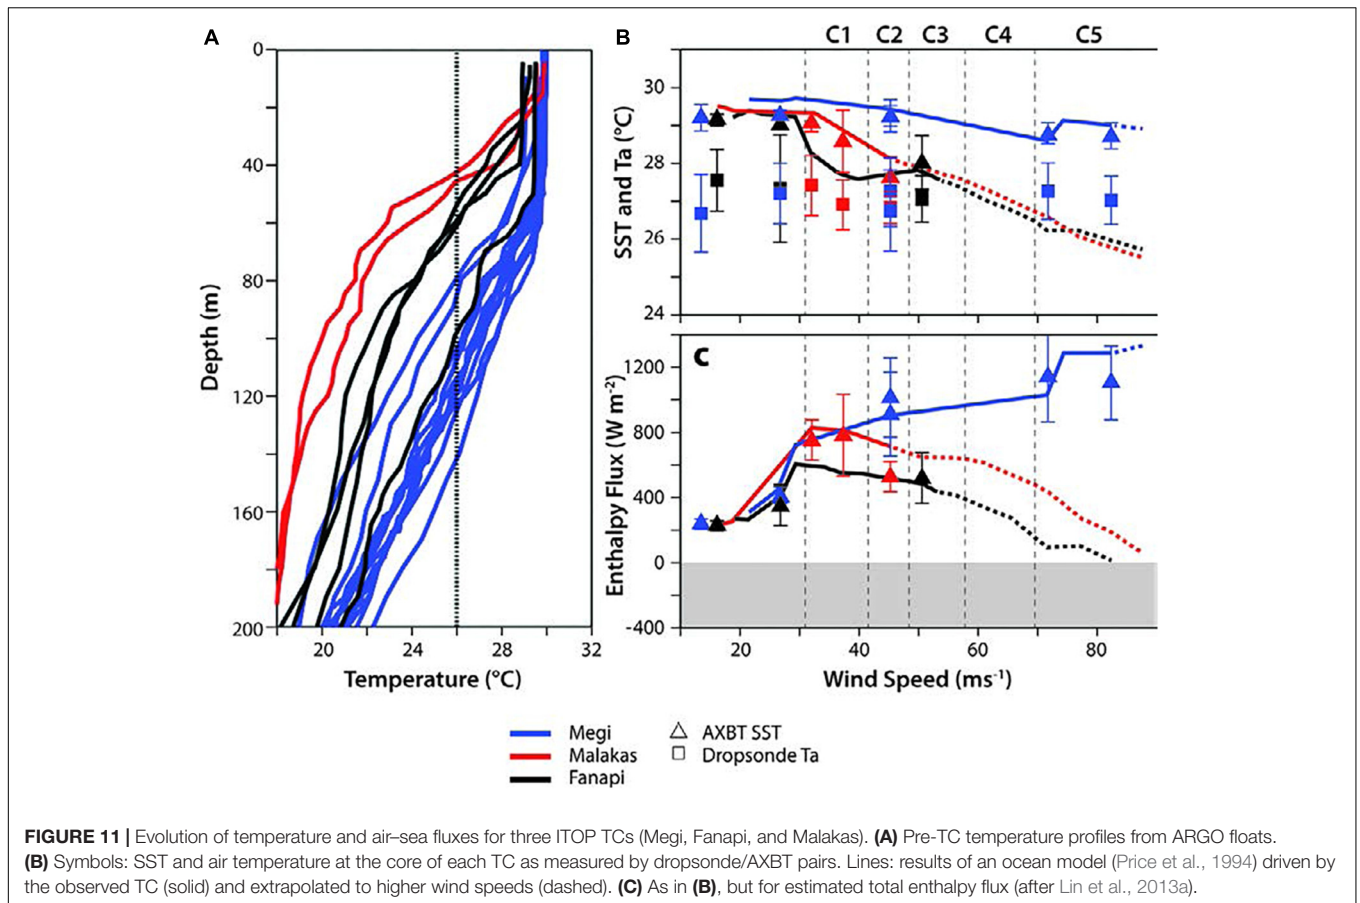 A
0
40
80
120
160
200
Depth (m)
20
24
28
32
Temperature (°C)
B
C1
C2
C3
C4
C5
30
28
26
24
SST and Ta (°C)
C
1200
800
400
0
-400
Enthalpy Flux (W m-2)
20
40
60
80
Wind Speed (ms-1)
Megi
Malakas
Fanapi
AXBT SST
Dropsonde Ta
FIGURE 11 | Evolution of temperature and air–sea fluxes for three ITOP TCs (Megi, Fanapi, and Malakas). (A) Pre-TC temperature profiles from ARGO floats.
(B) Symbols: SST and air temperature at the core of each TC as measured by dropsonde/AXBT pairs. Lines: results of an ocean model (Price et al., 1994) driven by
the observed TC (solid) and extrapolated to higher wind speeds (dashed). (C) As in (B), but for estimated total enthalpy flux (after Lin et al., 2013a).